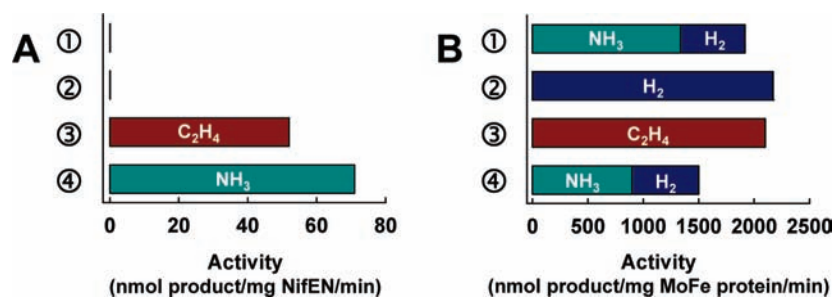 A
①
②
③ C₂H₄
④ NH₃
0 20 40 60 80
Activity
(nmol product/mg NifEN/min)
B
① NH₃ H₂
② H₂
③ C₂H₄
④ NH₃ H₂
0 500 1000 1500 2000 2500
Activity
(nmol product/mg MoFe protein/min)